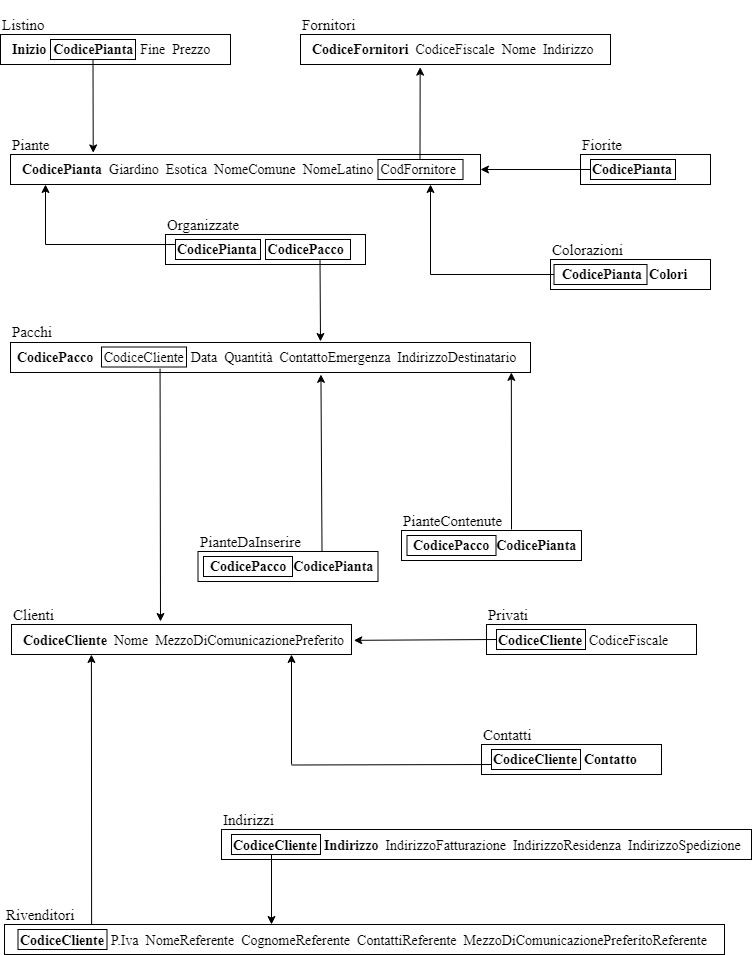 Listino
Inizio CodicePianta Fine Prezzo
Fornitori
CodiceFornitori CodiceFiscale Nome Indirizzo
Piante
CodicePianta Giardino Esotica NomeComune NomeLatino CodFornitore
Fiorite
CodicePianta
Organizzate
CodicePianta CodicePacco
Colorazioni
CodicePianta Colori
Pacchi
CodicePacco CodiceCliente Data Quantità ContattoEmergenza IndirizzoDestinatario
PianteContenute
CodicePacco CodicePianta
PianteDaInserire
CodicePacco CodicePianta
Clienti
CodiceCliente Nome MezzoDiComunicazionePreferito
Privati
CodiceCliente CodiceFiscale
Contatti
CodiceCliente Contatto
Indirizzi
CodiceCliente Indirizzo IndirizzoFatturazione IndirizzoResidenza IndirizzoSpedizione
Rivenditori
CodiceCliente P.Iva NomeReferente CognomeReferente ContattiReferente MezzoDiComunicazionePreferitoReferente